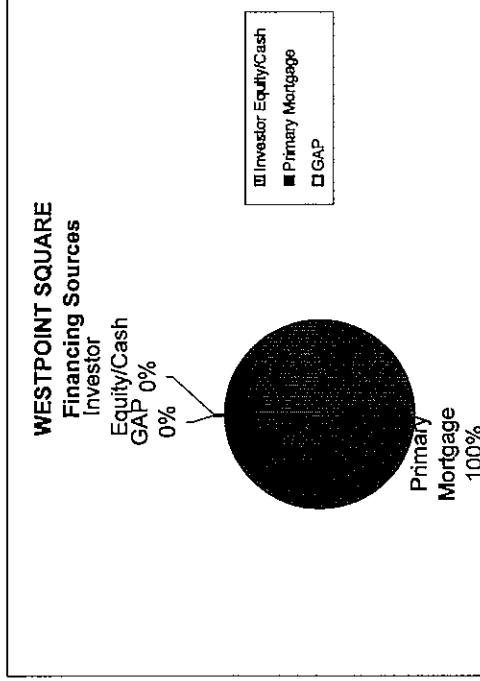 WESTPOINT SQUARE
Financing Sources
Investor
Equity/Cash
0%
GAP
0%
Primary
Mortgage
100%
Investor Equity/Cash
Primary Mortgage
GAP